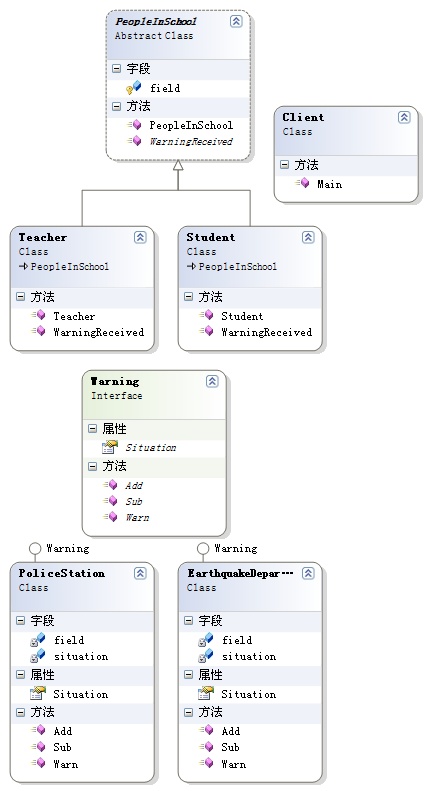 PeopleInSchool
Abstract Class
字段
field
方法
PeopleInSchool
WarningReceived
Client
Class
方法
Main
Teacher
Class
PeopleInSchool
方法
Teacher
WarningReceived
Student
Class
PeopleInSchool
方法
Student
WarningReceived
Warning
Interface
属性
Situation
方法
Add
Sub
Warn
Warning
PoliceStation
Class
字段
field
situation
属性
Situation
方法
Add
Sub
Warn
Warning
EarthquakeDepar…
Class
字段
field
situation
属性
Situation
方法
Add
Sub
Warn